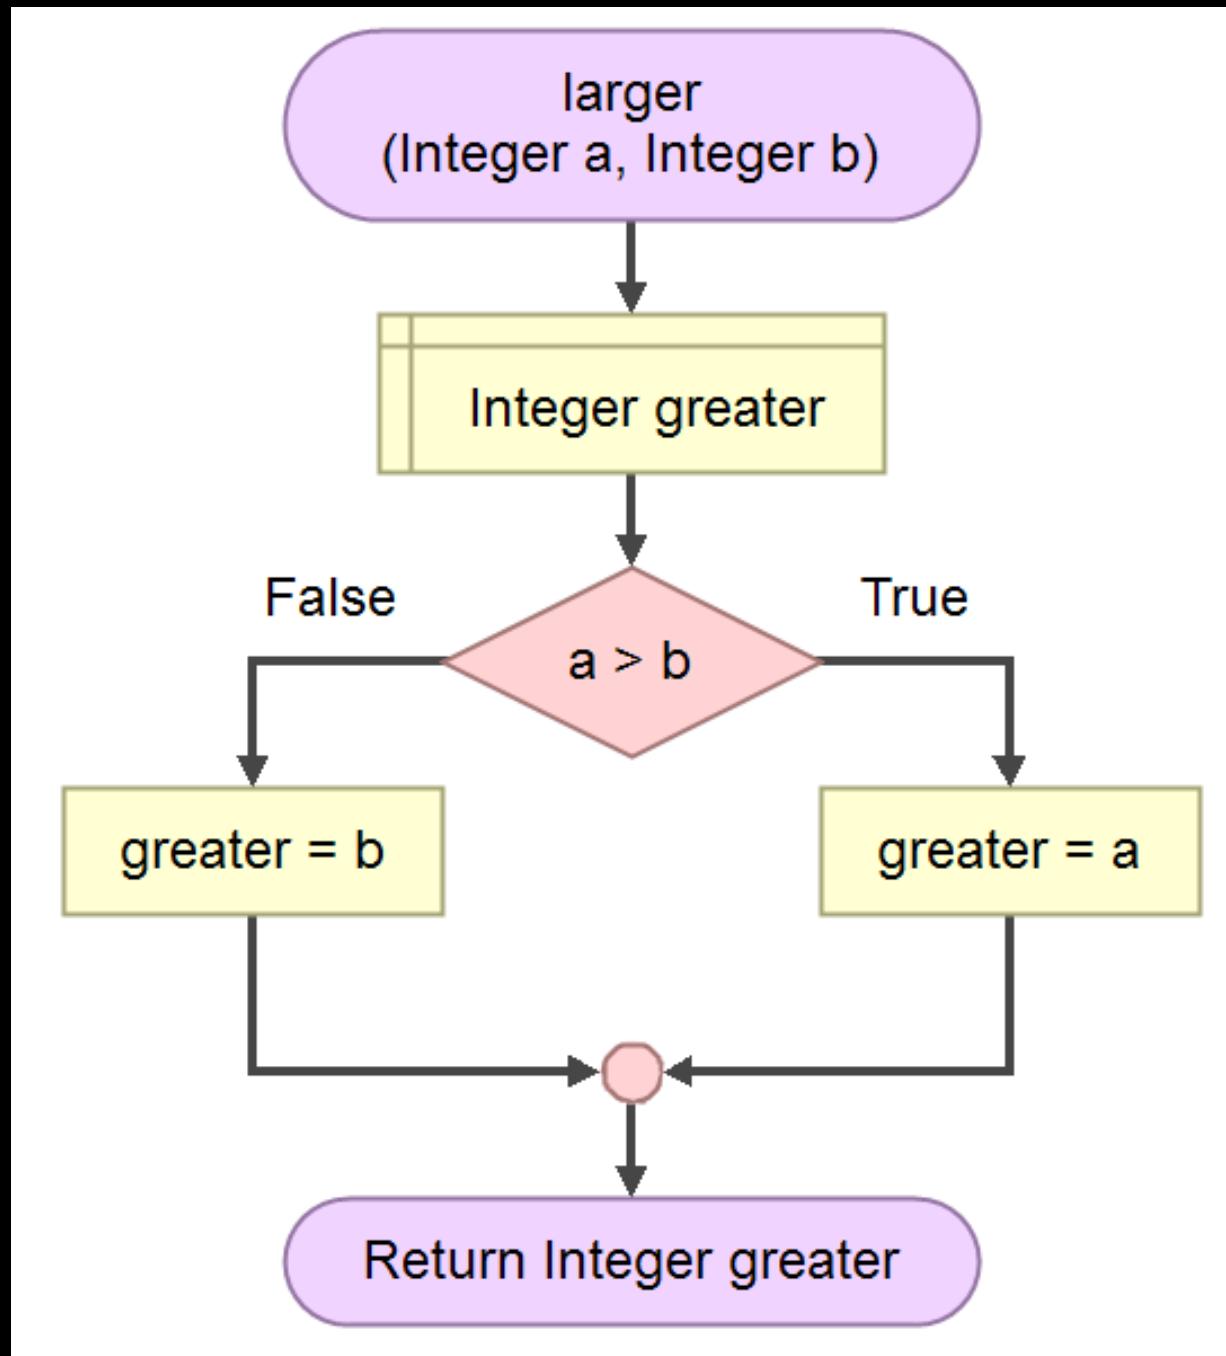 larger
(Integer a, Integer b)
Integer greater
False
True
a > b
greater = b
greater = a
Return Integer greater